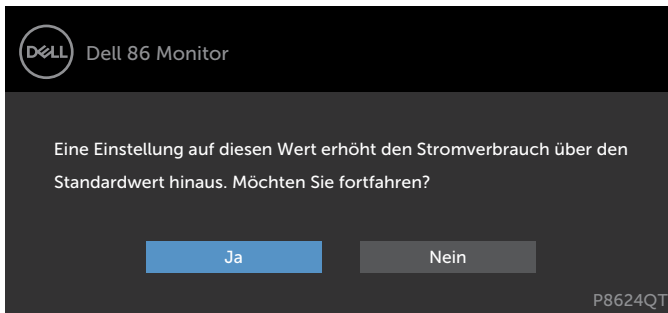 DELL Dell 86 Monitor
Eine Einstellung auf diesen Wert erhöht den Stromverbrauch über den
Standardwert hinaus. Möchten Sie fortfahren?
Ja Nein
P8624QT